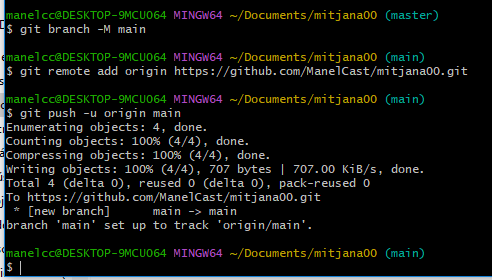 manelcc@DESKTOP-9MCUO64 MINGW64 ~/Documents/mitjana00 (master)
$ git branch -M main
manelcc@DESKTOP-9MCUO64 MINGW64 ~/Documents/mitjana00 (main)
$ git remote add origin https://github.com/ManelCast/mitjana00.git
manelcc@DESKTOP-9MCUO64 MINGW64 ~/Documents/mitjana00 (main)
$ git push -u origin main
Enumerating objects: 4, done.
Counting objects: 100% (4/4), done.
Compressing objects: 100% (4/4), done.
Writing objects: 100% (4/4), 707 bytes | 707.00 KiB/s, done.
Total 4 (delta 0), reused 0 (delta 0), pack-reused 0
To https://github.com/ManelCast/mitjana00.git
 * [new branch]      main -> main
branch 'main' set up to track 'origin/main'.
manelcc@DESKTOP-9MCUO64 MINGW64 ~/Documents/mitjana00 (main)
$